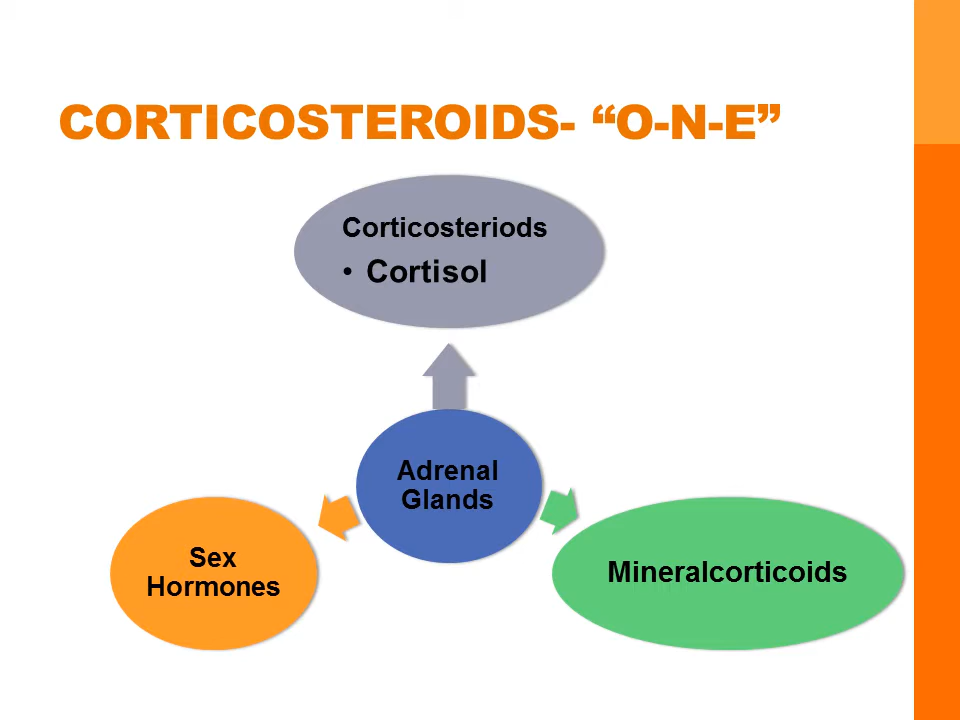 CORTICOSTEROIDS- “O-N-E”
Corticosteriods
• Cortisol
Adrenal
Glands
Sex
Hormones
Mineralcorticoids